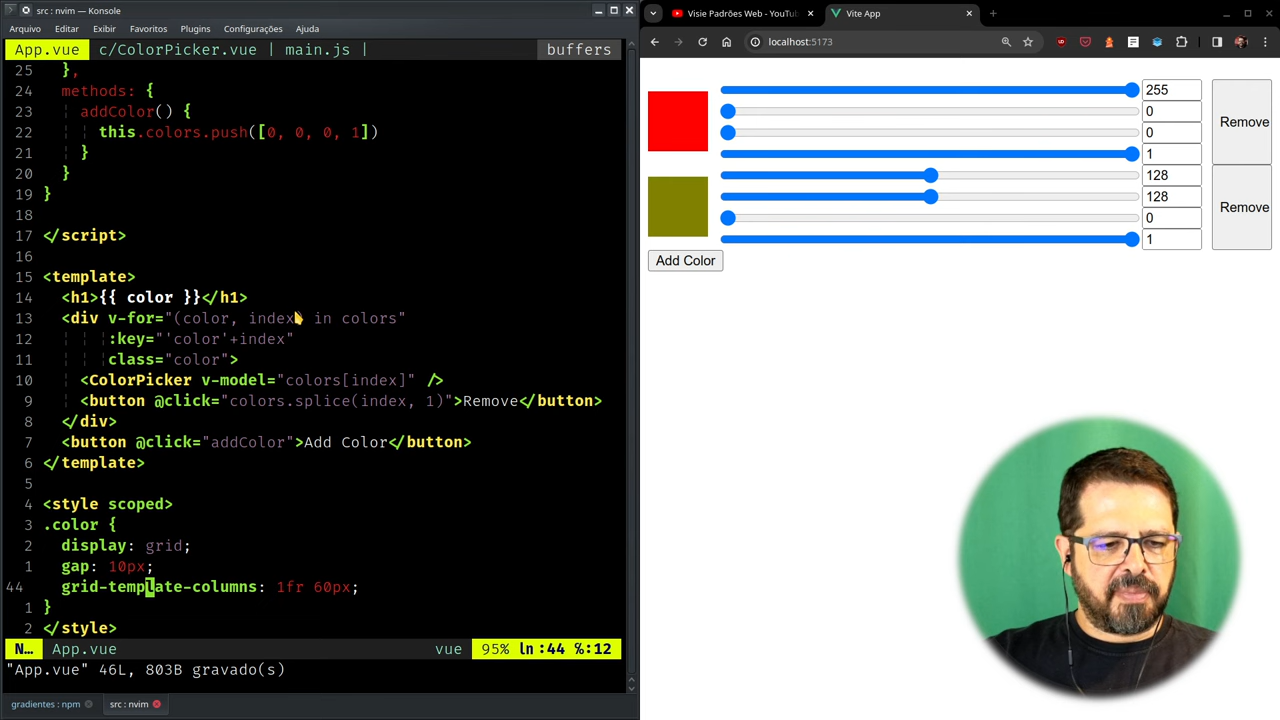 src : nvim — Konsole
Arquivo Editar Exibir Favoritos Plugins Configurações Ajuda
App.vue c/ColorPicker.vue | main.js | buffers
25 },
24 methods: {
23 addColor() {
22 this.colors.push([0, 0, 0, 1])
21 }
20 }
19 }
18
17 </script>
16
15 <template>
14 <h1>{{ color }}</h1>
13 <div v-for="(color, index) in colors"
12 :key="'color'+index"
11 class="color">
10 <ColorPicker v-model="colors[index]" />
9 <button @click="colors.splice(index, 1)">Remove</button>
8 </div>
7 <button @click="addColor">Add Color</button>
6 </template>
5
4 <style scoped>
3 .color {
2 display: grid;
1 gap: 10px;
44 grid-template-columns: 1fr 60px;
1 }
2 </style>
N… App.vue vue 95% ln:44 %:12
"App.vue" 46L, 803B gravado(s)
gradientes : npm src : nvim
Visie Padrões Web - YouTu
Vite App
localhost:5173
255
0
0
1
Remove
128
128
0
1
Remove
Add Color